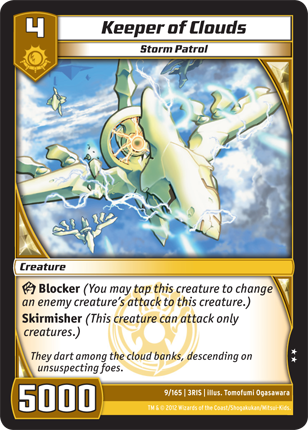 4
Keeper of Clouds
Storm Patrol
Creature
Blocker (You may tap this creature to change
an enemy creature's attack to this creature.)
Skirmisher (This creature can attack only
creatures.)
They dart among the cloud banks, descending on
unsuspecting foes.
5000
9/165 | 3RIS | Illus. Tomofumi Ogasawara
TM & © 2012 Wizards of the Coast/Shogakukan/Mitsui-Kids